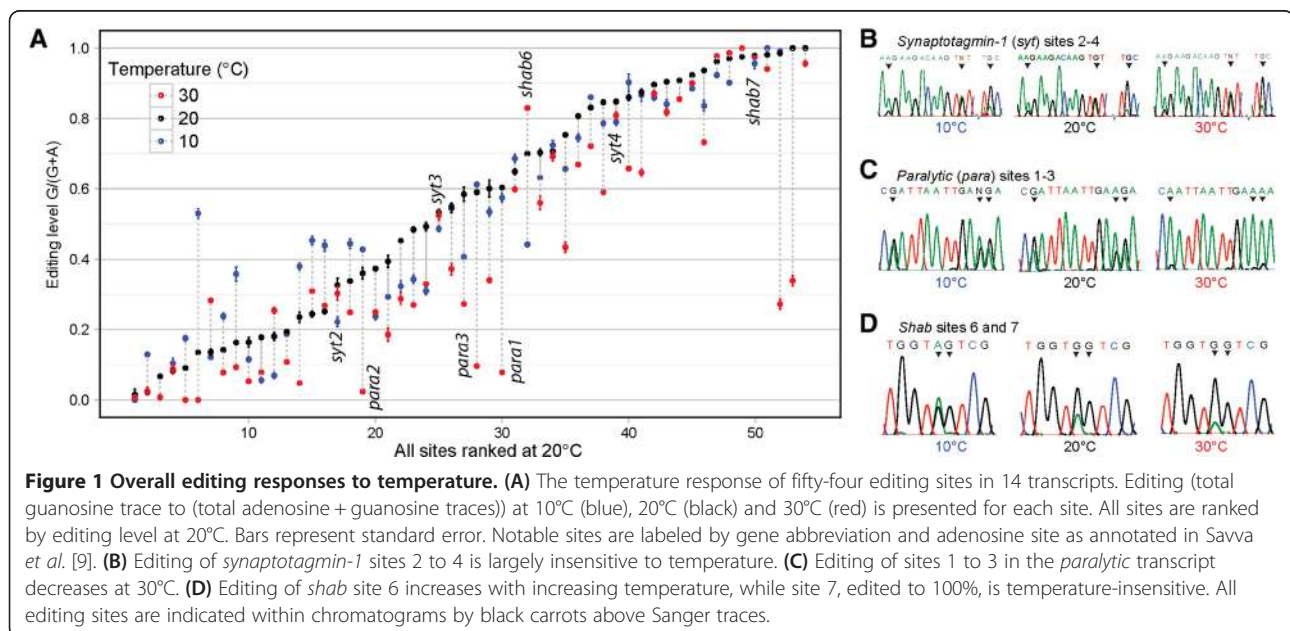 A
1.0
0.8
0.6
0.4
0.2
0.0
Editing level G/(G+A)
Temperature (°C)
30
20
10
syt2
para2
syt3
para3
para1
shab6
syt4
shab7
10
20
30
40
50
All sites ranked at 20°C
B
Synaptotagmin-1 (syt) sites 2-4
AAGAAGACAAGTNT TGC
AAGAAGACAAGTGT TGC
AAGAAGACAAGTNT TGC
10°C
20°C
30°C
C
Paralytic (para) sites 1-3
CGATTAATTGANGA
CGATTAATTGAAGA
CAATTAATTGAAAA
10°C
20°C
30°C
D
Shab sites 6 and 7
TGGTAGTCG
TGGTGGTCG
TGGTGGTCG
10°C
20°C
30°C
Figure 1 Overall editing responses to temperature. (A) The temperature response of fifty-four editing sites in 14 transcripts. Editing (total
guanosine trace to (total adenosine + guanosine traces)) at 10°C (blue), 20°C (black) and 30°C (red) is presented for each site. All sites are ranked
by editing level at 20°C. Bars represent standard error. Notable sites are labeled by gene abbreviation and adenosine site as annotated in Savva
et al. [9]. (B) Editing of synaptotagmin-1 sites 2 to 4 is largely insensitive to temperature. (C) Editing of sites 1 to 3 in the paralytic transcript
decreases at 30°C. (D) Editing of shab site 6 increases with increasing temperature, while site 7, edited to 100%, is temperature-insensitive. All
editing sites are indicated within chromatograms by black carrots above Sanger traces.